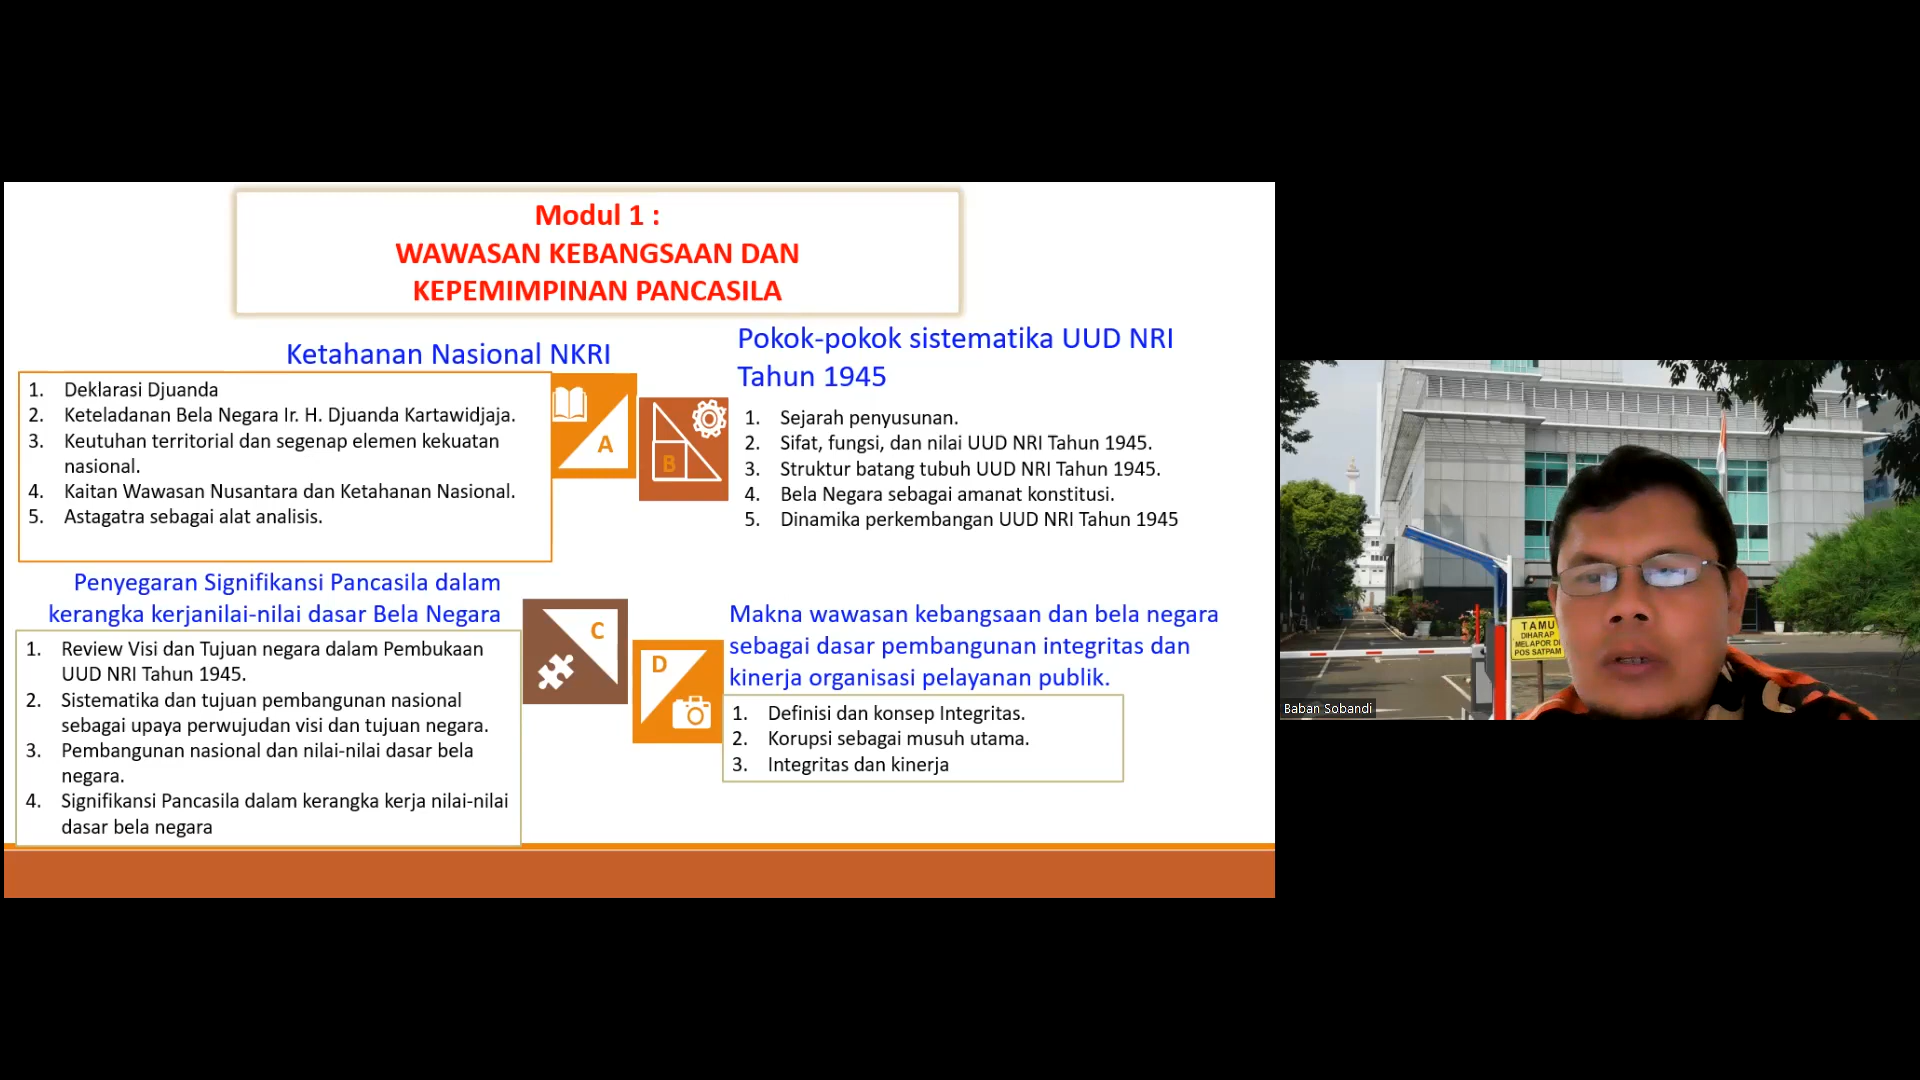 Modul 1 :
WAWASAN KEBANGSAAN DAN
KEPEMIMPINAN PANCASILA
Ketahanan Nasional NKRI
1. Deklarasi Djuanda
2. Keteladanan Bela Negara Ir. H. Djuanda Kartawidjaja.
3. Keutuhan territorial dan segenap elemen kekuatan
nasional.
4. Kaitan Wawasan Nusantara dan Ketahanan Nasional.
5. Astagatra sebagai alat analisis.
A
B
Pokok-pokok sistematika UUD NRI
Tahun 1945
1. Sejarah penyusunan.
2. Sifat, fungsi, dan nilai UUD NRI Tahun 1945.
3. Struktur batang tubuh UUD NRI Tahun 1945.
4. Bela Negara sebagai amanat konstitusi.
5. Dinamika perkembangan UUD NRI Tahun 1945
Penyegaran Signifikansi Pancasila dalam
kerangka kerjanilai-nilai dasar Bela Negara
1. Review Visi dan Tujuan negara dalam Pembukaan
UUD NRI Tahun 1945.
2. Sistematika dan tujuan pembangunan nasional
sebagai upaya perwujudan visi dan tujuan negara.
3. Pembangunan nasional dan nilai-nilai dasar bela
negara.
4. Signifikansi Pancasila dalam kerangka kerja nilai-nilai
dasar bela negara
C
D
Makna wawasan kebangsaan dan bela negara
sebagai dasar pembangunan integritas dan
kinerja organisasi pelayanan publik.
1. Definisi dan konsep Integritas.
2. Korupsi sebagai musuh utama.
3. Integritas dan kinerja
TAMU
DIHARAP
MELAPOR DI
POS SATPAM
Baban Sobandi